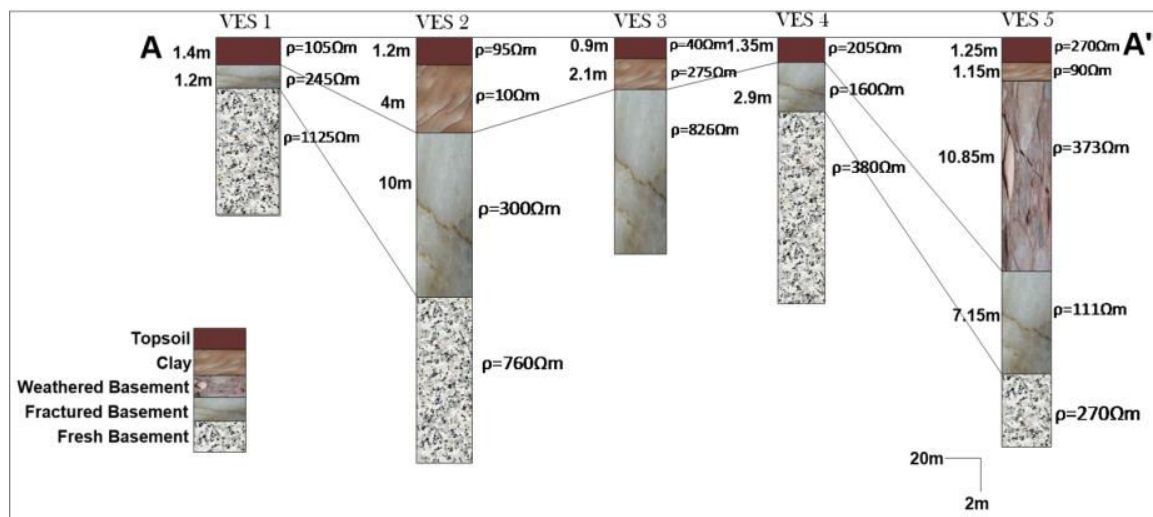 VES 1
VES 2
VES 3
VES 4
VES 5
A
A'
1.4m
ρ=105Ωm
1.2m
ρ=245Ωm
ρ=1125Ωm
1.2m
ρ=95Ωm
4m
ρ=10Ωm
10m
ρ=300Ωm
ρ=760Ωm
0.9m
ρ=40Ωm
2.1m
ρ=275Ωm
ρ=826Ωm
1.35m
ρ=205Ωm
2.9m
ρ=160Ωm
ρ=380Ωm
1.25m
ρ=270Ωm
1.15m
ρ=90Ωm
10.85m
ρ=373Ωm
7.15m
ρ=111Ωm
ρ=270Ωm
Topsoil
Clay
Weathered Basement
Fractured Basement
Fresh Basement
20m
2m